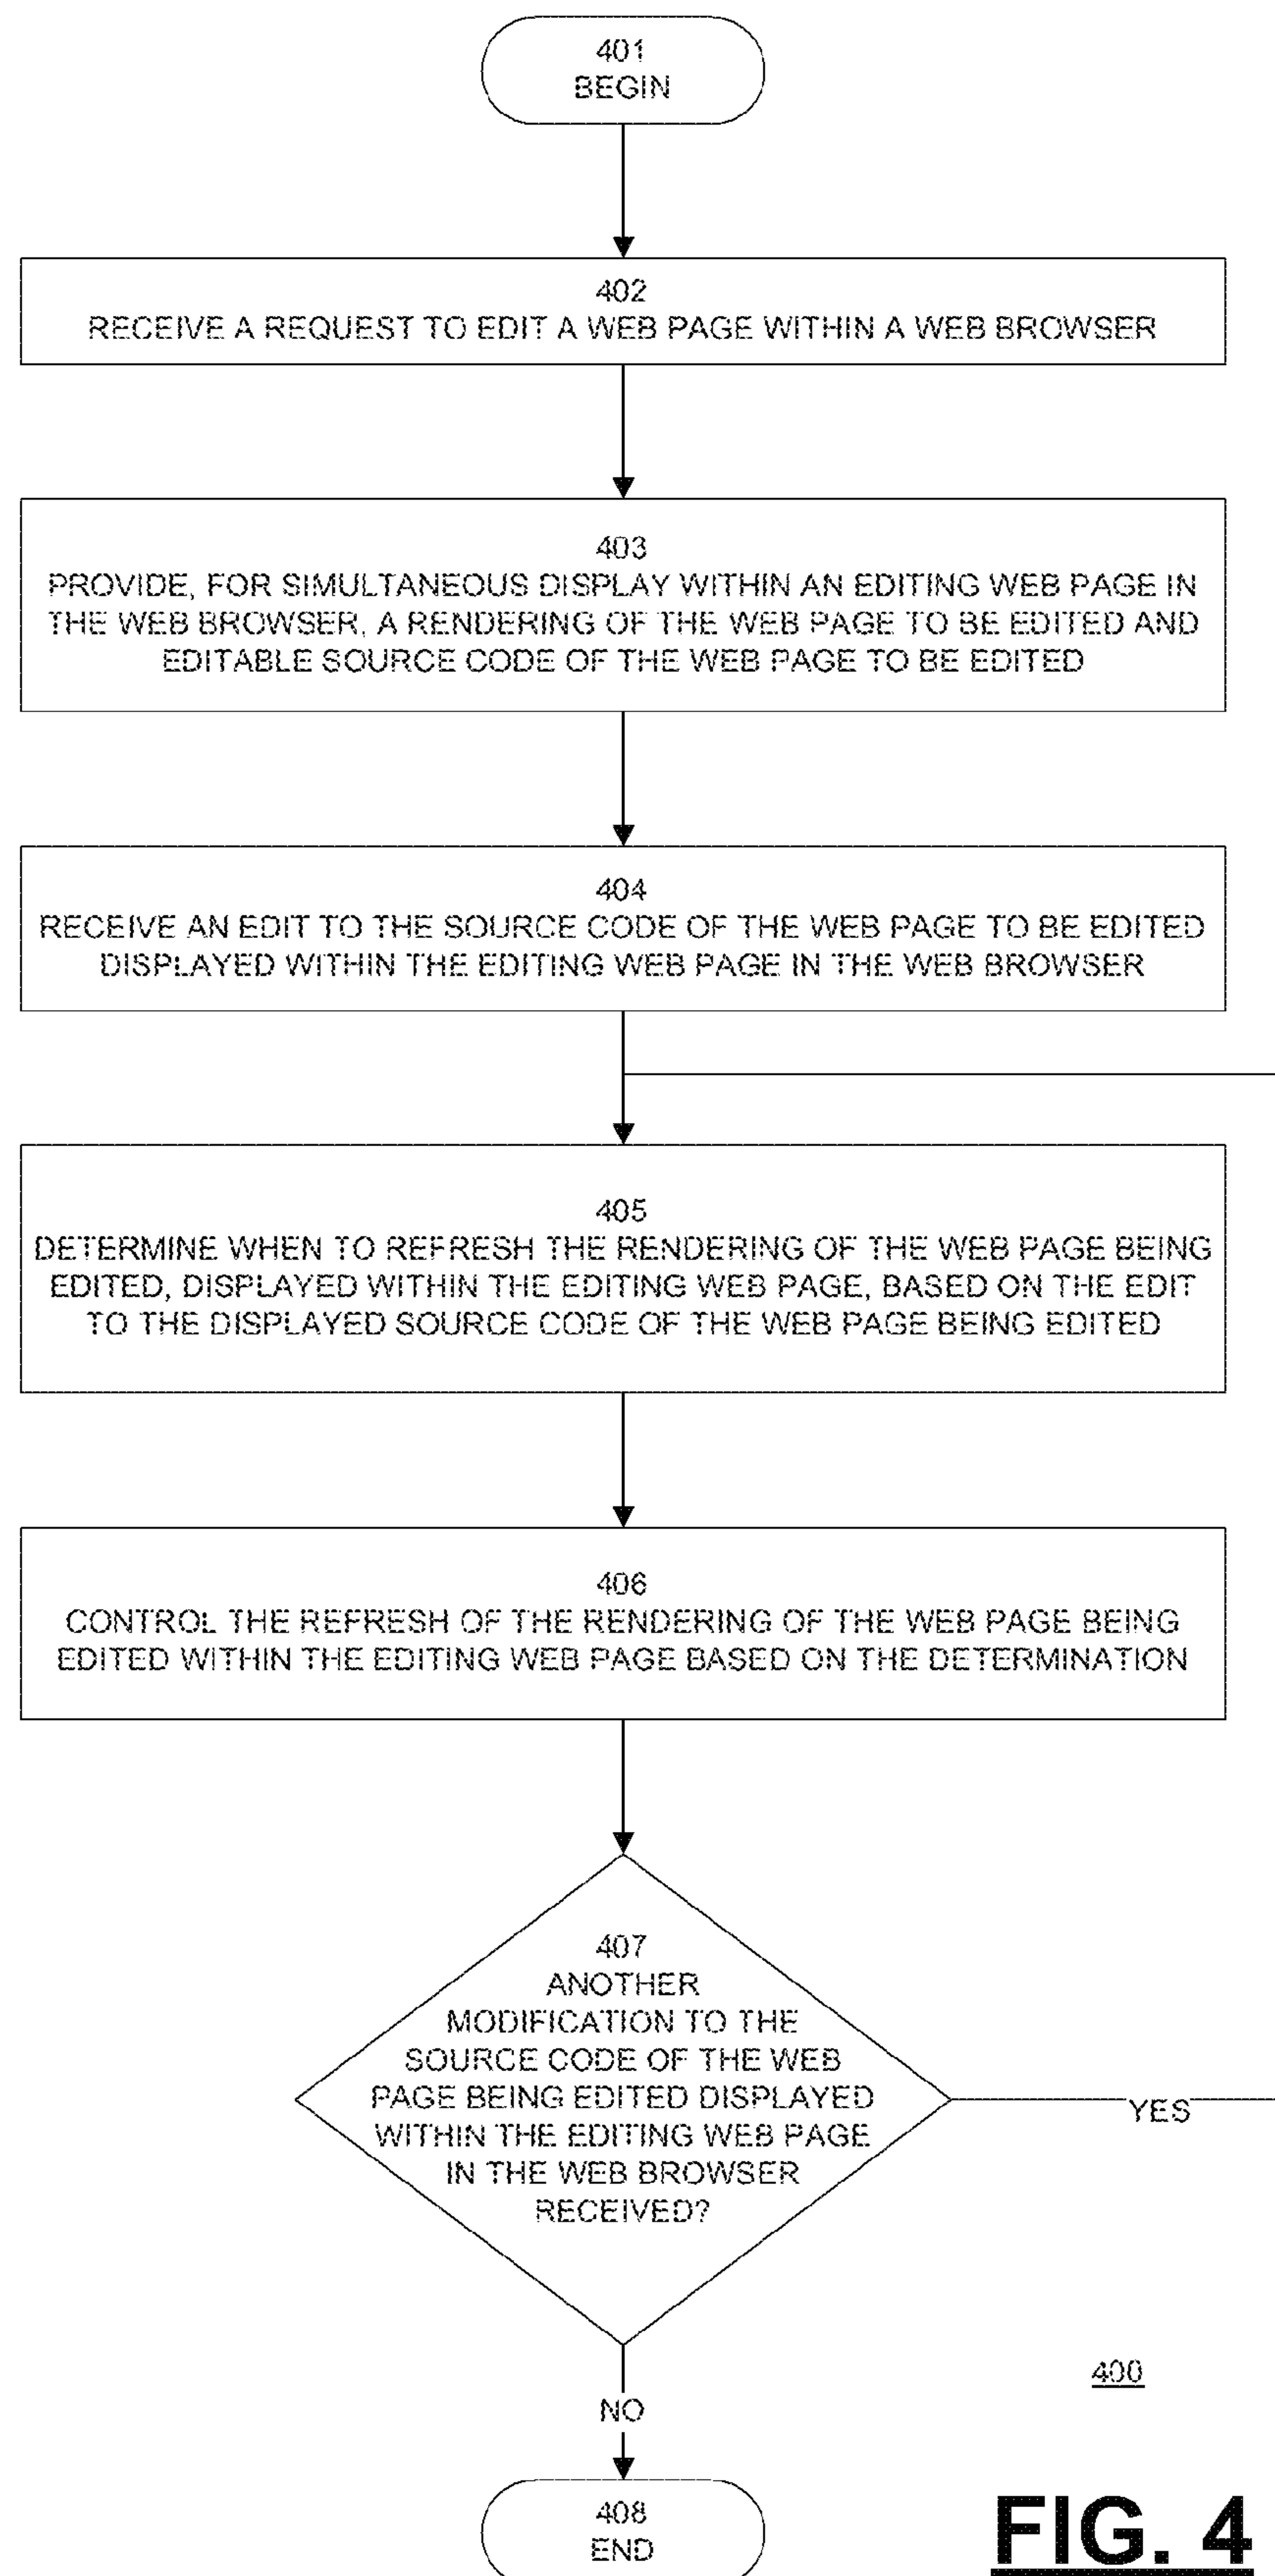 401
BEGIN
402
RECEIVE A REQUEST TO EDIT A WEB PAGE WITHIN A WEB BROWSER
403
PROVIDE, FOR SIMULTANEOUS DISPLAY WITHIN AN EDITING WEB PAGE IN
THE WEB BROWSER, A RENDERING OF THE WEB PAGE TO BE EDITED AND
EDITABLE SOURCE CODE OF THE WEB PAGE TO BE EDITED
404
RECEIVE AN EDIT TO THE SOURCE CODE OF THE WEB PAGE TO BE EDITED
DISPLAYED WITHIN THE EDITING WEB PAGE IN THE WEB BROWSER
405
DETERMINE WHEN TO REFRESH THE RENDERING OF THE WEB PAGE BEING
EDITED, DISPLAYED WITHIN THE EDITING WEB PAGE, BASED ON THE EDIT
TO THE DISPLAYED SOURCE CODE OF THE WEB PAGE BEING EDITED
406
CONTROL THE REFRESH OF THE RENDERING OF THE WEB PAGE BEING
EDITED WITHIN THE EDITING WEB PAGE BASED ON THE DETERMINATION
407
ANOTHER
MODIFICATION TO THE
SOURCE CODE OF THE WEB
PAGE BEING EDITED DISPLAYED
WITHIN THE EDITING WEB PAGE
IN THE WEB BROWSER
RECEIVED?
YES
400
NO
408
END
FIG. 4